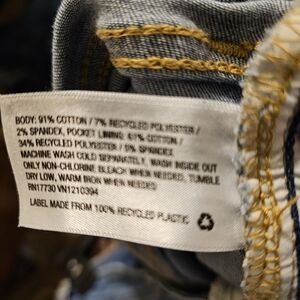 BODY: 91% COTTON / 7% RECYCLED POLYESTER /
2% SPANDEX, POCKET LINING: 61% COTTON /
34% RECYCLED POLYESTER / 5% SPANDEX
MACHINE WASH COLD SEPARATELY, WASH INSIDE OUT
ONLY NON-CHLORINE BLEACH WHEN NEEDED, TUMBLE
DRY LOW, WARM IRON WHEN NEEDED
RN17730 VN1210394
LABEL MADE FROM 100% RECYCLED PLASTIC